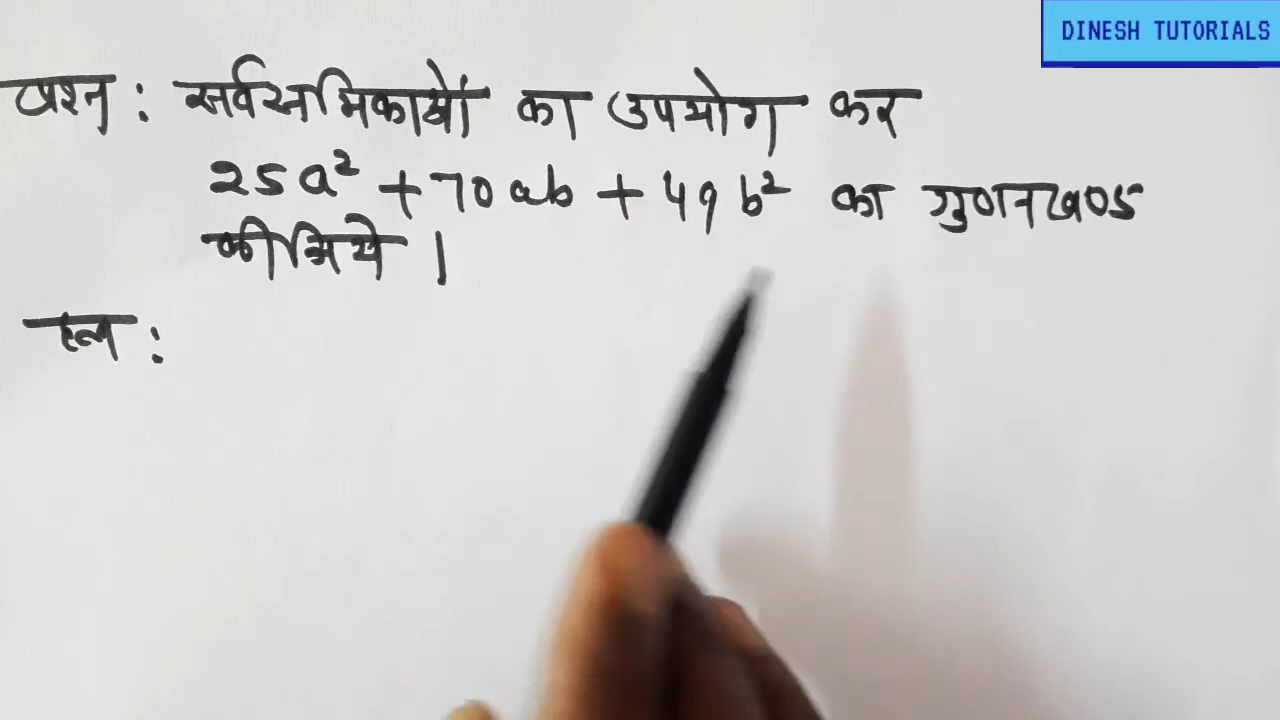 DINESH TUTORIALS
प्रश्न : सर्वसमिकाओं का उपयोग कर
25a² + 70ab + 49b² का गुणनखण्ड
कीजिये ।
हल :